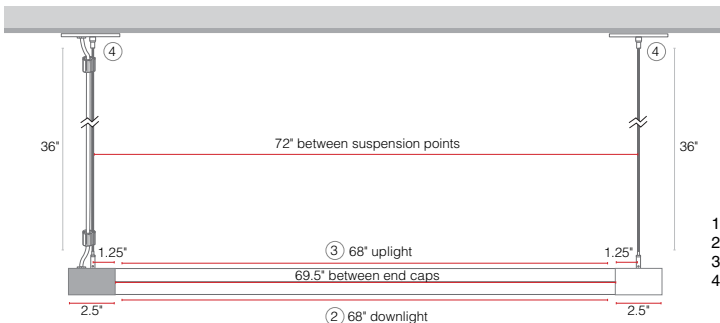 4 4
36" 72" between suspension points 36"
1.25" 3 68" uplight 1.25"
69.5" between end caps
2.5" 2 68" downlight 2.5"
1
2
3
4